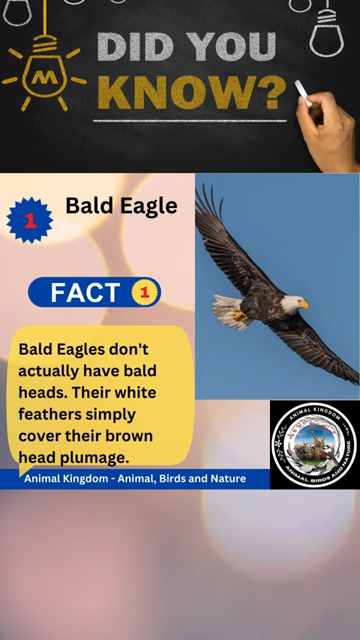 DID YOU
KNOW?
1
Bald Eagle
FACT 1
Bald Eagles don't
actually have bald
heads. Their white
feathers simply
cover their brown
head plumage.
Animal Kingdom - Animal, Birds and Nature
ANIMAL KINGDOM
ANIMAL, BIRDS AND NATURE